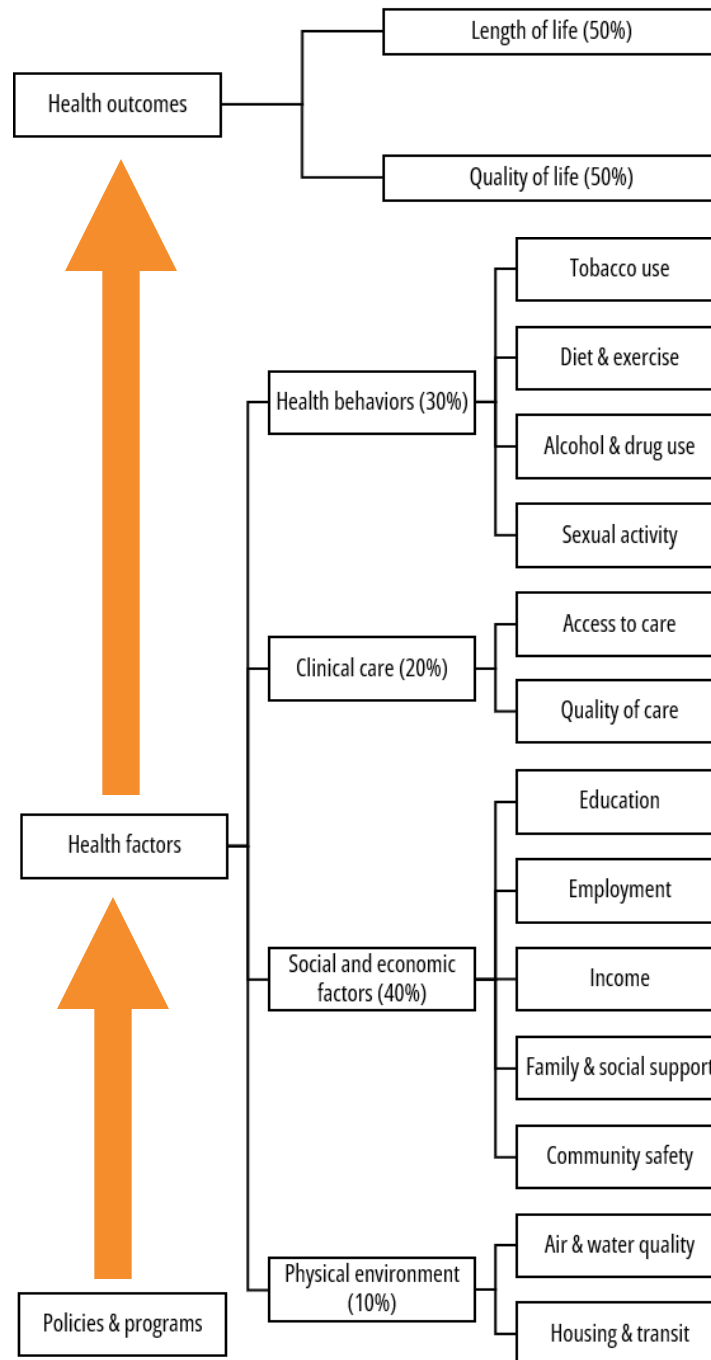 Length of life (50%)
Health outcomes
Quality of life (50%)
Tobacco use
Diet & exercise
Health behaviors (30%)
Alcohol & drug use
Sexual activity
Access to care
Clinical care (20%)
Quality of care
Education
Health factors
Employment
Social and economic
factors (40%)
Income
Family & social support
Community safety
Air & water quality
Physical environment
(10%)
Policies & programs
Housing & transit